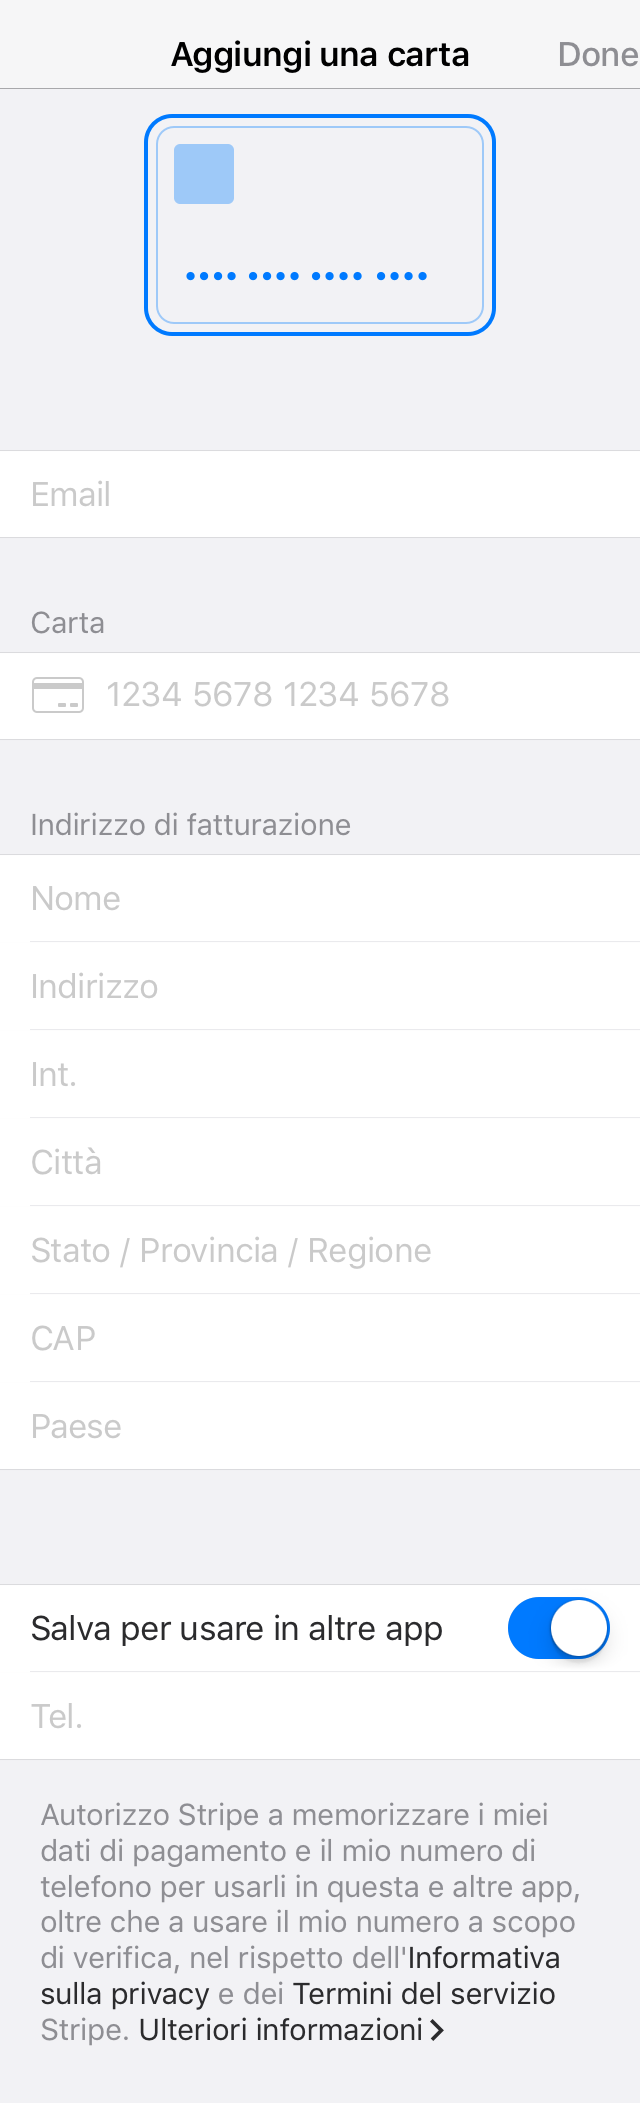 Aggiungi una carta
Done
•••• •••• •••• ••••
Email
Carta
1234 5678 1234 5678
Indirizzo di fatturazione
Nome
Indirizzo
Int.
Città
Stato / Provincia / Regione
CAP
Paese
Salva per usare in altre app
Tel.
Autorizzo Stripe a memorizzare i miei
dati di pagamento e il mio numero di
telefono per usarli in questa e altre app,
oltre che a usare il mio numero a scopo
di verifica, nel rispetto dell'Informativa
sulla privacy e dei Termini del servizio
Stripe. Ulteriori informazioni